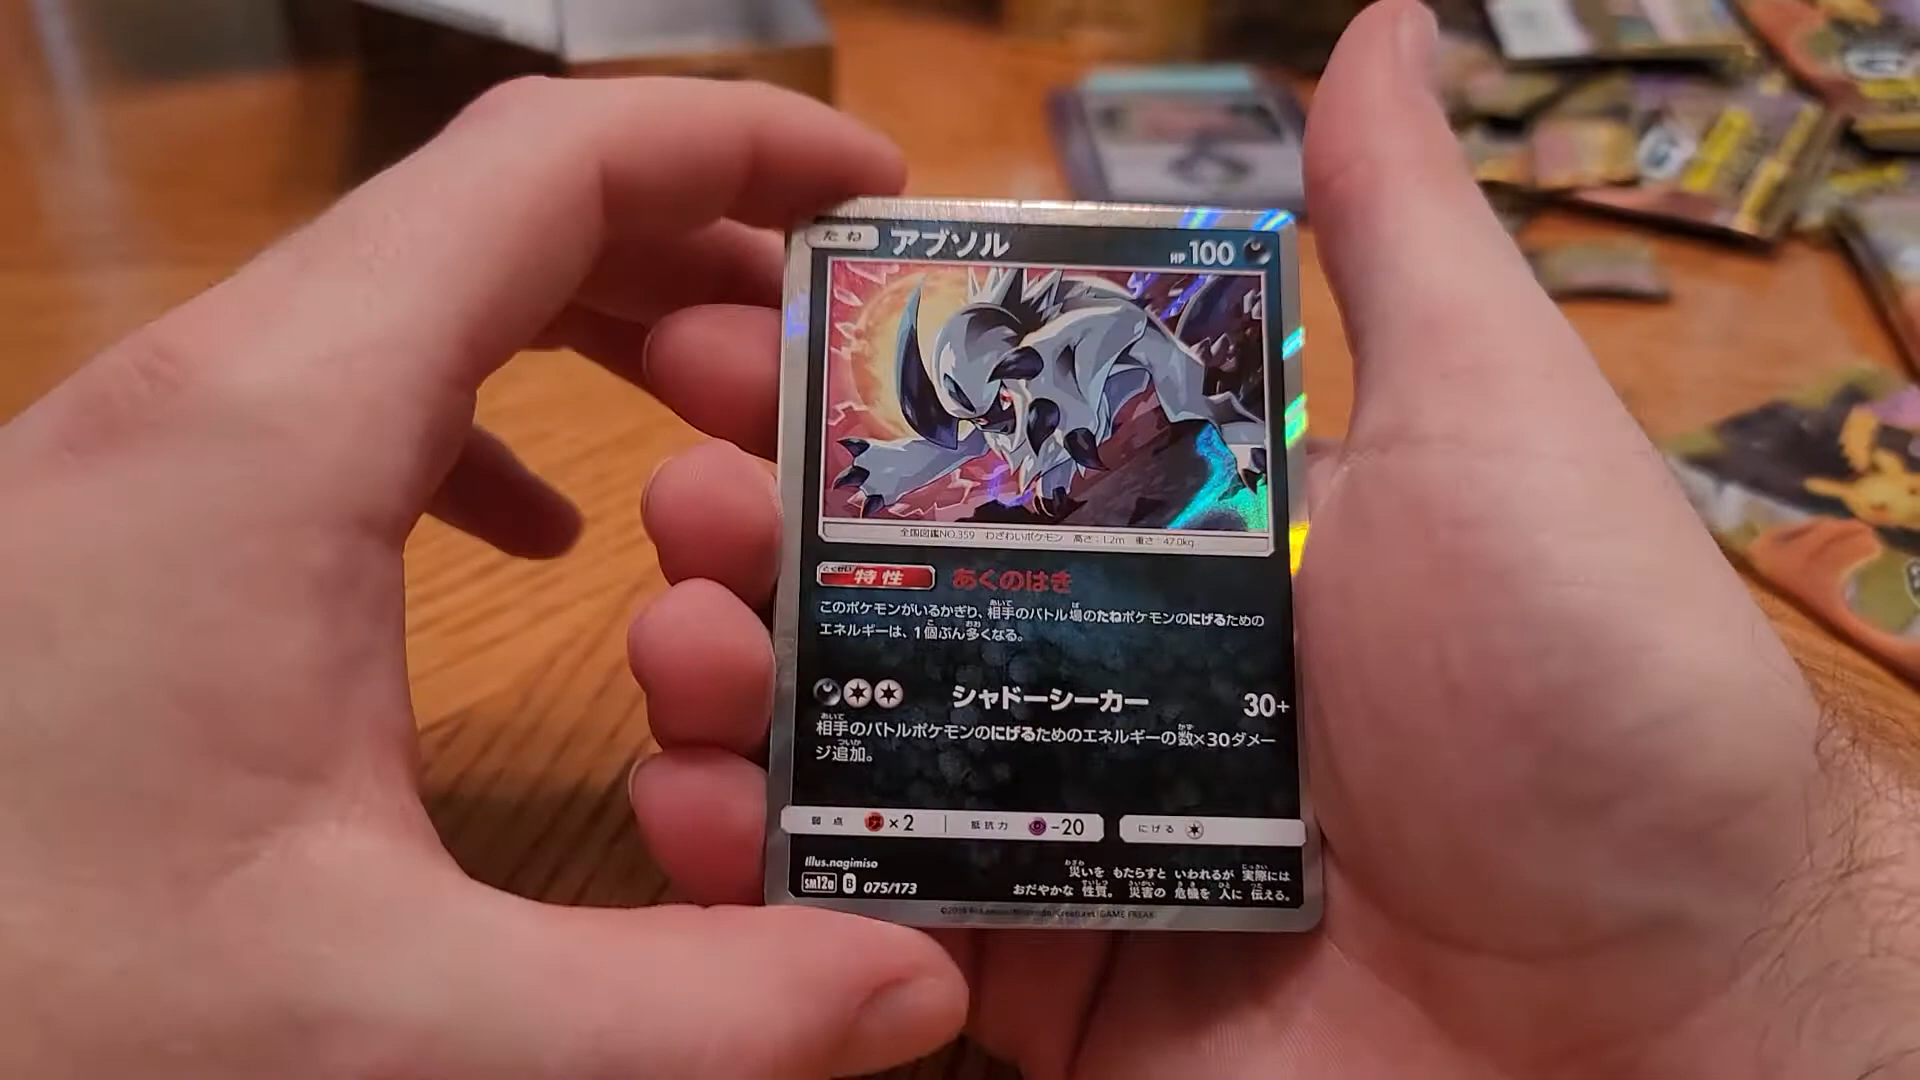 たね アブソル HP100
全国図鑑NO.359 わざわいポケモン 高さ:1.2m 重さ:47.0kg
とくせい
特性 あくのはき
このポケモンがいるかぎり、相手のバトル場のたねポケモンのにげるための
エネルギーは、1個ぶん多くなる。
シャドーシーカー 30+
相手のバトルポケモンのにげるためのエネルギーの数×30ダメー
ジ追加。
弱点 ×2 抵抗力 -20 にげる
Illus.nagimiso
sm12a B 075/173
災いを もたらすと いわれるが 実際には
おだやかな 性質。 災害の 危機を 人に 伝える。